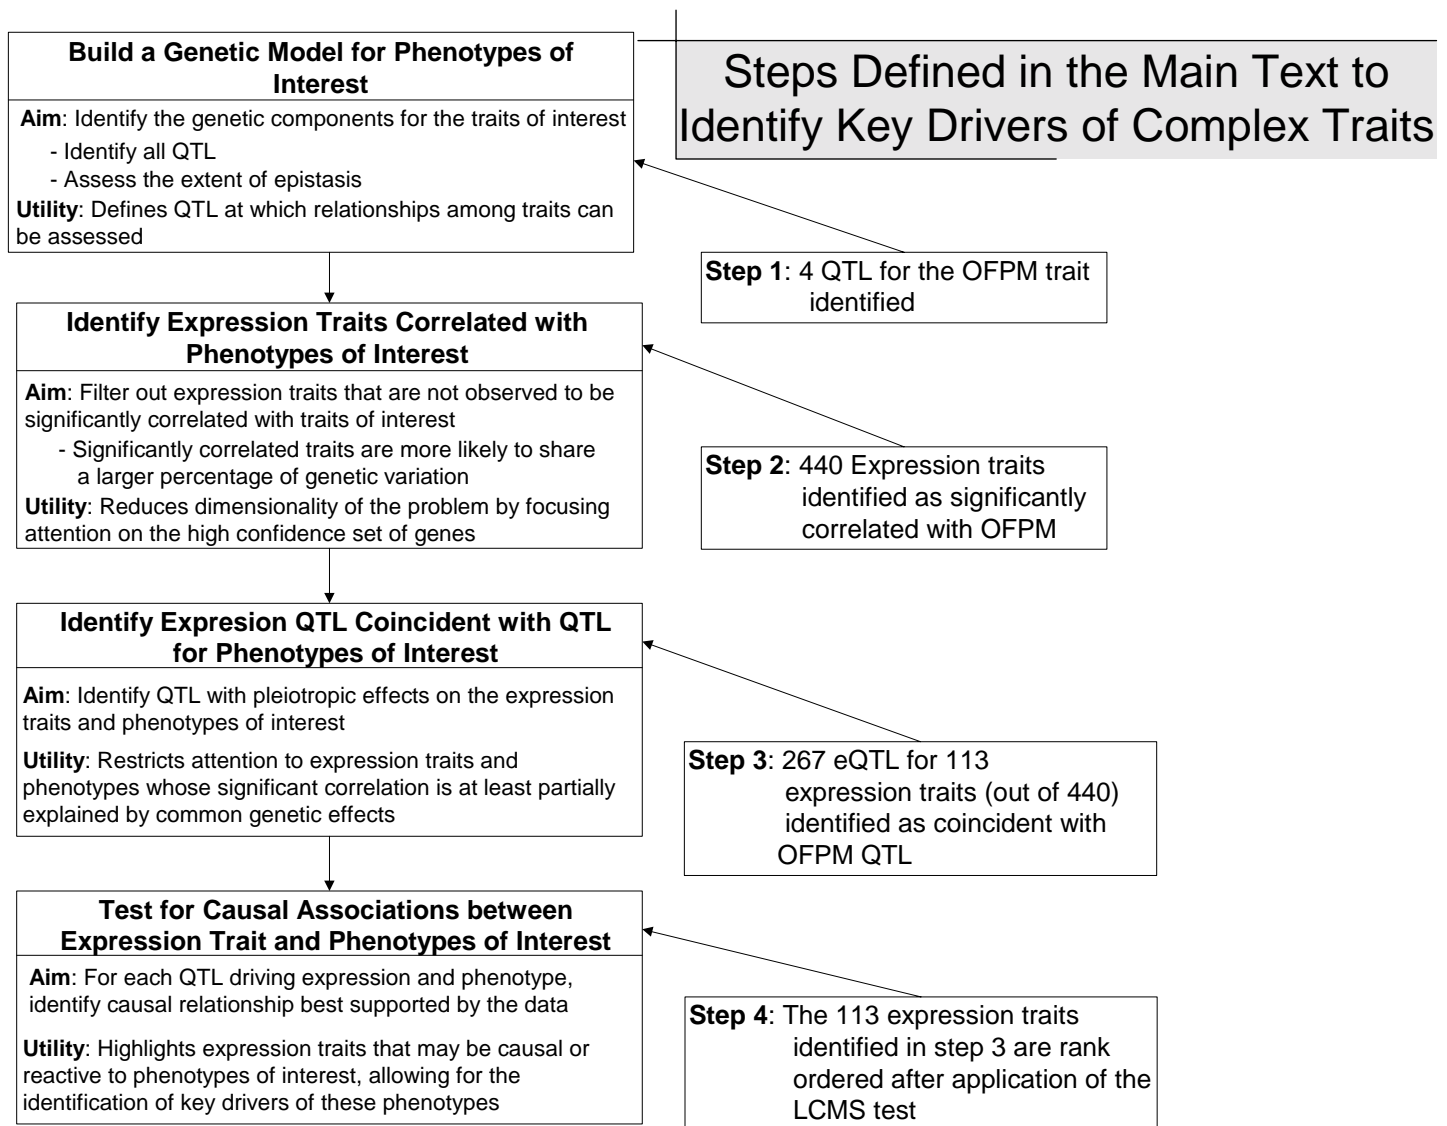 Steps Defined in the Main Text to
Identify Key Drivers of Complex Traits
Build a Genetic Model for Phenotypes of
Interest
Aim: Identify the genetic components for the traits of interest
- Identify all QTL
- Assess the extent of epistasis
Utility: Defines QTL at which relationships among traits can
be assessed
Step 1: 4 QTL for the OFPM trait
identified
Identify Expression Traits Correlated with
Phenotypes of Interest
Aim: Filter out expression traits that are not observed to be
significantly correlated with traits of interest
- Significantly correlated traits are more likely to share
a larger percentage of genetic variation
Utility: Reduces dimensionality of the problem by focusing
attention on the high confidence set of genes
Step 2: 440 Expression traits
identified as significantly
correlated with OFPM
Identify Expresion QTL Coincident with QTL
for Phenotypes of Interest
Aim: Identify QTL with pleiotropic effects on the expression
traits and phenotypes of interest
Utility: Restricts attention to expression traits and
phenotypes whose significant correlation is at least partially
explained by common genetic effects
Step 3: 267 eQTL for 113
expression traits (out of 440)
identified as coincident with
OFPM QTL
Test for Causal Associations between
Expression Trait and Phenotypes of Interest
Aim: For each QTL driving expression and phenotype,
identify causal relationship best supported by the data
Utility: Highlights expression traits that may be causal or
reactive to phenotypes of interest, allowing for the
identification of key drivers of these phenotypes
Step 4: The 113 expression traits
identified in step 3 are rank
ordered after application of the
LCMS test